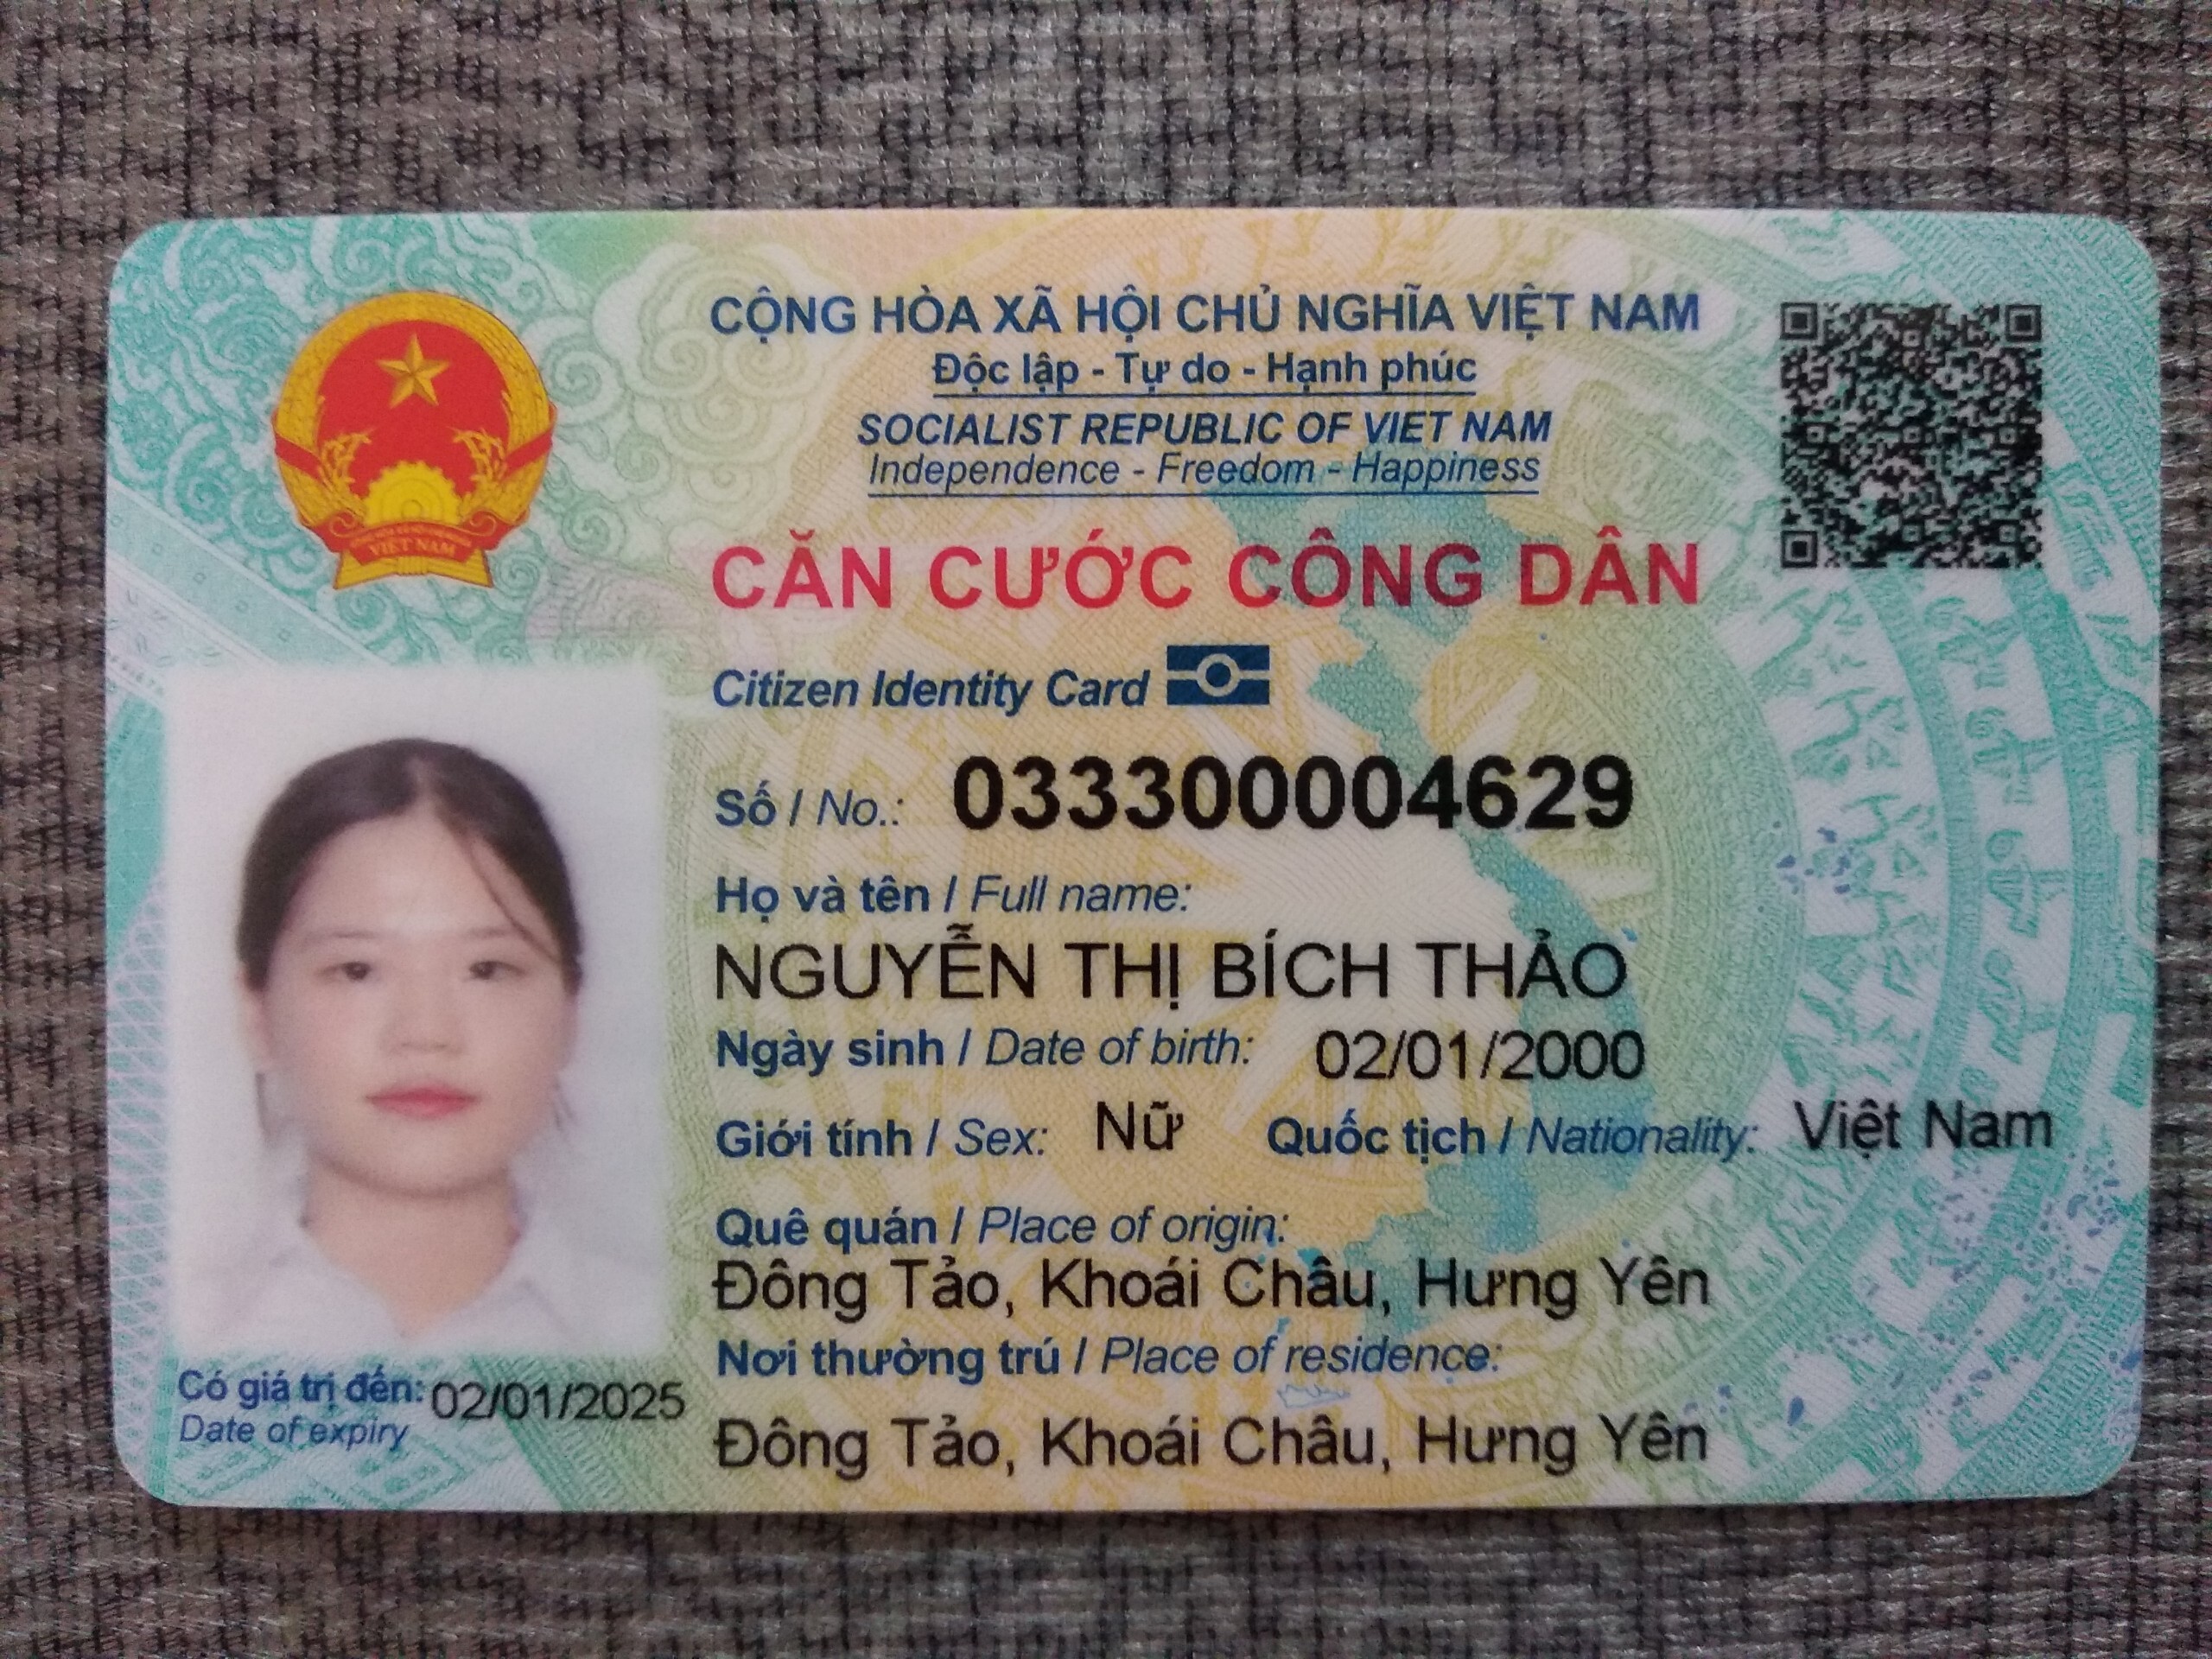 CỘNG HÒA XÃ HỘI CHỦ NGHĨA VIỆT NAM
Độc lập - Tự do - Hạnh phúc
SOCIALIST REPUBLIC OF VIET NAM
Independence - Freedom - Happiness
CĂN CƯỚC CÔNG DÂN
Citizen Identity Card
Số / No.: 033300004629
Họ và tên / Full name:
NGUYỄN THỊ BÍCH THẢO
Ngày sinh / Date of birth: 02/01/2000
Giới tính / Sex: Nữ Quốc tịch / Nationality: Việt Nam
Quê quán / Place of origin:
Đông Tảo, Khoái Châu, Hưng Yên
Nơi thường trú / Place of residence:
Đông Tảo, Khoái Châu, Hưng Yên
Có giá trị đến: 02/01/2025
Date of expiry
VIỆT NAM